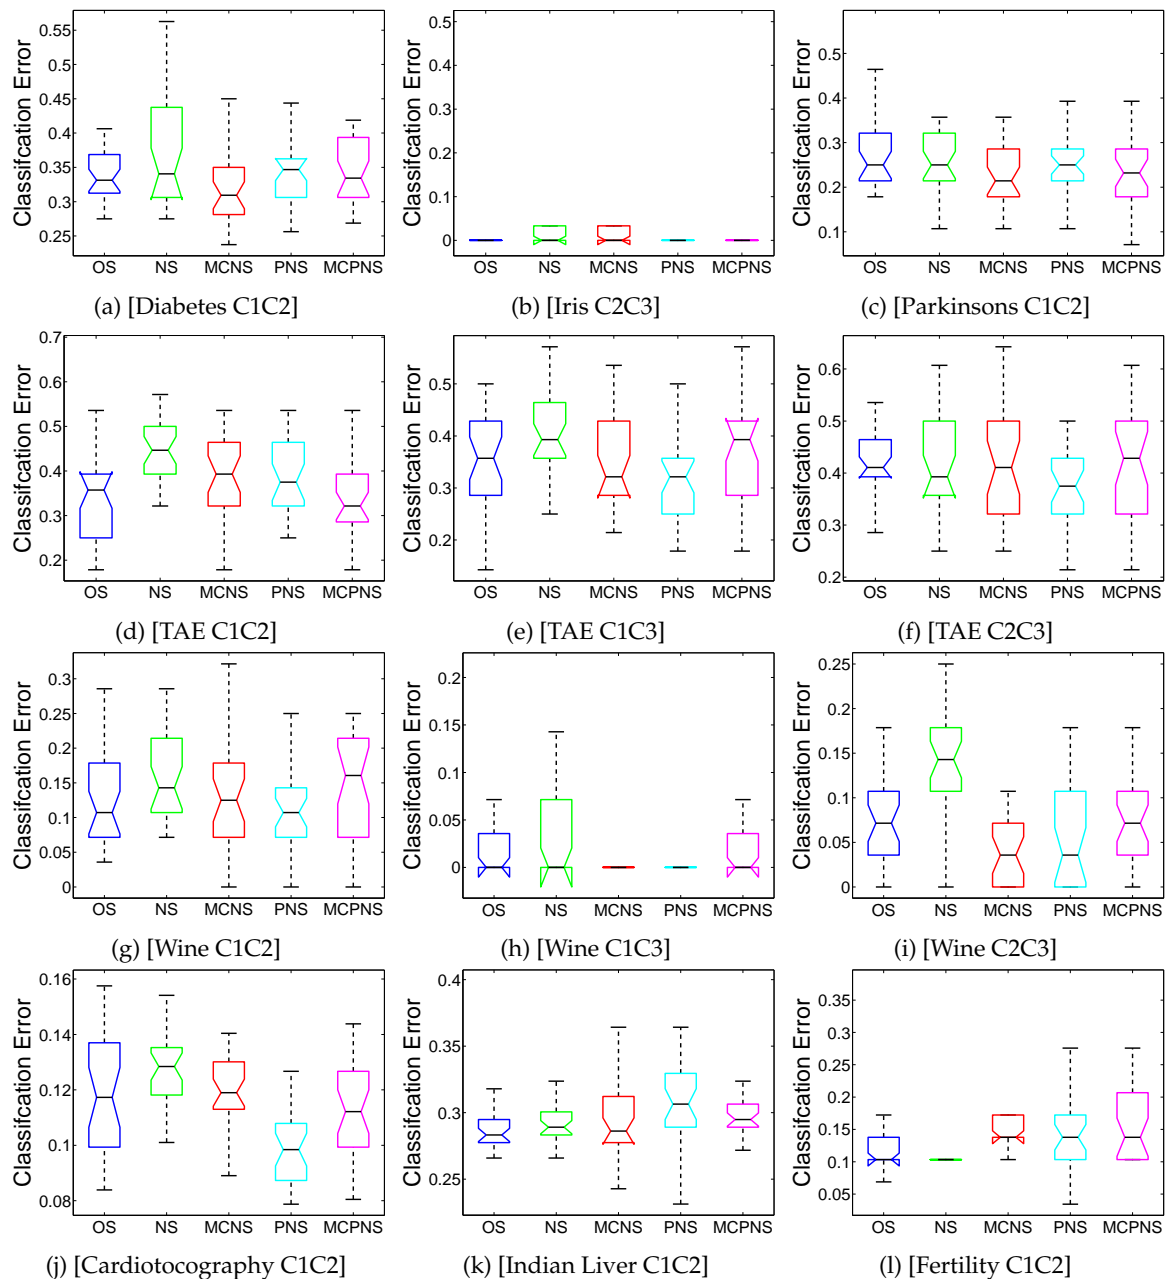 Classifcation Error
0.55
0.5
0.45
0.4
0.35
0.3
0.25
OS NS MCNS PNS MCPNS
(a) [Diabetes C1C2]
Classifcation Error
0.5
0.4
0.3
0.2
0.1
0
OS NS MCNS PNS MCPNS
(b) [Iris C2C3]
Classifcation Error
0.5
0.4
0.3
0.2
0.1
OS NS MCNS PNS MCPNS
(c) [Parkinsons C1C2]
Classifcation Error
0.7
0.6
0.5
0.4
0.3
0.2
OS NS MCNS PNS MCPNS
(d) [TAE C1C2]
Classifcation Error
0.5
0.4
0.3
0.2
OS NS MCNS PNS MCPNS
(e) [TAE C1C3]
Classifcation Error
0.6
0.5
0.4
0.3
0.2
OS NS MCNS PNS MCPNS
(f) [TAE C2C3]
Classifcation Error
0.3
0.25
0.2
0.15
0.1
0.05
0
OS NS MCNS PNS MCPNS
(g) [Wine C1C2]
Classifcation Error
0.2
0.15
0.1
0.05
0
OS NS MCNS PNS MCPNS
(h) [Wine C1C3]
Classifcation Error
0.25
0.2
0.15
0.1
0.05
0
OS NS MCNS PNS MCPNS
(i) [Wine C2C3]
Classifcation Error
0.16
0.14
0.12
0.1
0.08
OS NS MCNS PNS MCPNS
(j) [Cardiotocography C1C2]
Classifcation Error
0.4
0.35
0.3
0.25
OS NS MCNS PNS MCPNS
(k) [Indian Liver C1C2]
Classifcation Error
0.35
0.3
0.25
0.2
0.15
0.1
0.05
OS NS MCNS PNS MCPNS
(l) [Fertility C1C2]